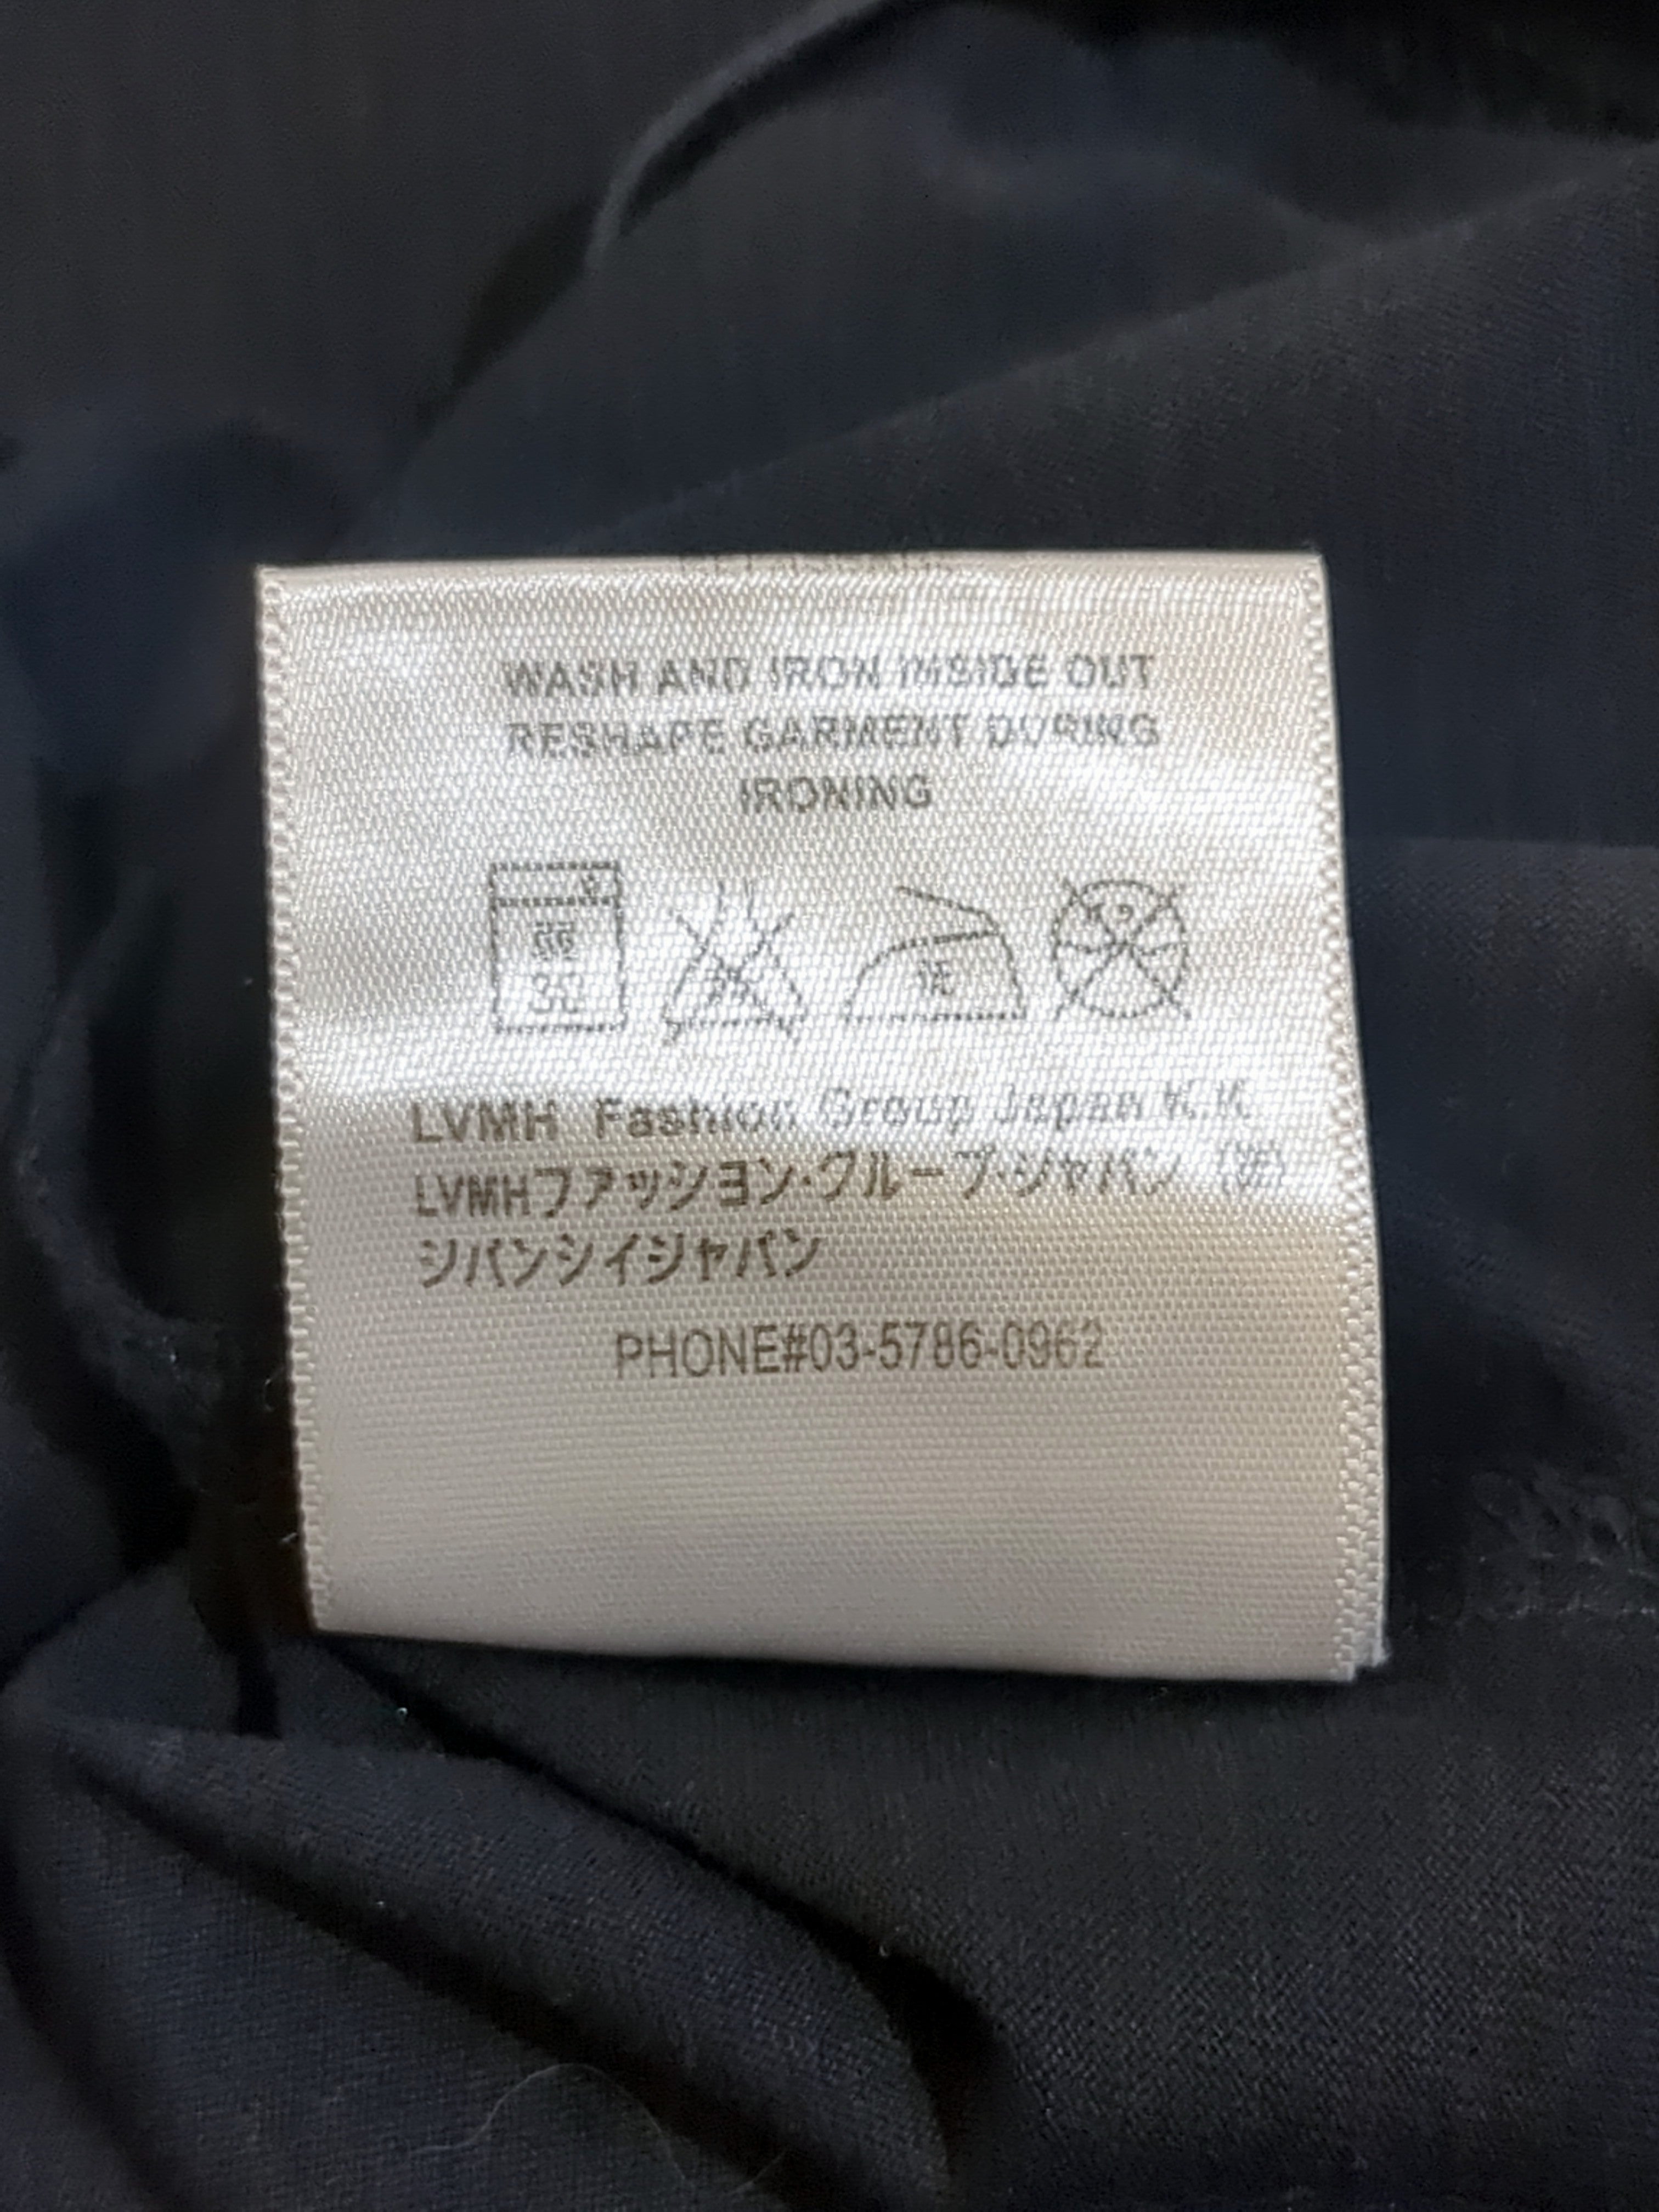 WASH AND IRON INSIDE OUT
RESHAPE GARMENT DURING
IRONING
弱
LVMH Fashion Group Japan K.K.
LVMHファッション・グループ・ジャパン (株)
ジバンシイジャパン
PHONE#03-5786-0962